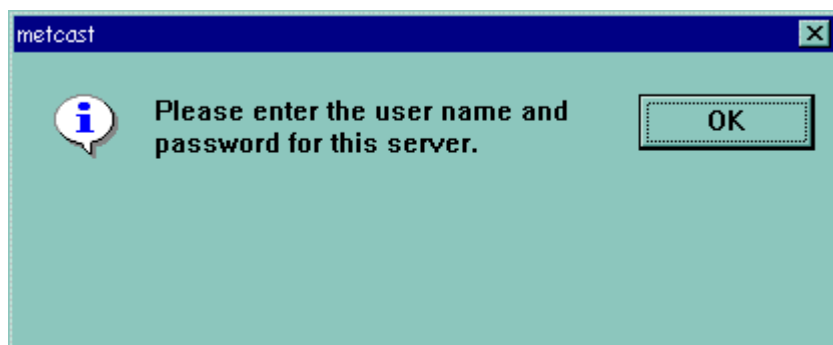 metcast
Please enter the user name and
password for this server.
OK